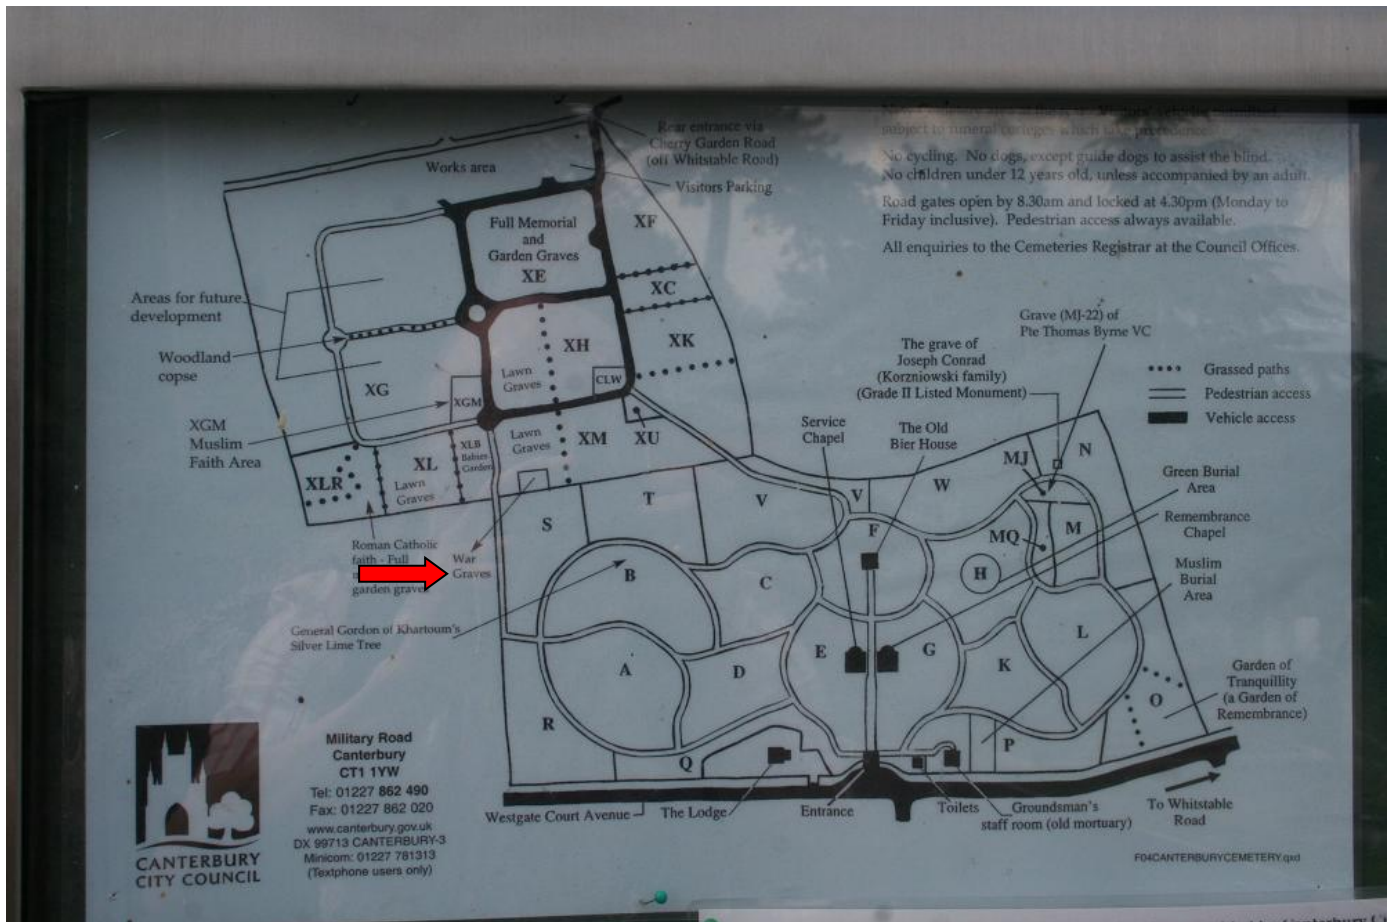 subject to funeral corteges which take precedence.
No cycling. No dogs, except guide dogs to assist the blind.
No children under 12 years old, unless accompanied by an adult.
Road gates open by 8.30am and locked at 4.30pm (Monday to
Friday inclusive). Pedestrian access always available.
All enquiries to the Cemeteries Registrar at the Council Offices.
Rear entrance via
Cherry Garden Road
(off Whitstable Road)
Visitors Parking
Works area
Full Memorial
and
Garden Graves
XE
XF
XC
XK
XH
Lawn
Graves
CLW
Areas for future
development
Woodland
copse
XG
XGM
XGM
Muslim
Faith Area
XLR
XL
Lawn
Graves
XLB
Babies
Garden
Lawn
Graves
XM
XU
Roman Catholic
faith - Full
garden graves
War
Graves
General Gordon of Khartoum's
Silver Lime Tree
Grave (MJ-22) of
Pte Thomas Byrne VC
The grave of
Joseph Conrad
(Korzniowski family)
(Grade II Listed Monument)
Service
Chapel
The Old
Bier House
Grassed paths
Pedestrian access
Vehicle access
Green Burial
Area
Remembrance
Chapel
Muslim
Burial
Area
Garden of
Tranquillity
(a Garden of
Remembrance)
S
T
V
V
W
MJ
N
F
MQ
M
H
B
C
A
D
E
G
K
L
O
R
Q
P
Westgate Court Avenue
The Lodge
Entrance
Toilets
Groundsman's
staff room (old mortuary)
To Whitstable
Road
CANTERBURY
CITY COUNCIL
Military Road
Canterbury
CT1 1YW
Tel: 01227 862 490
Fax: 01227 862 020
www.canterbury.gov.uk
DX 99713 CANTERBURY-3
Minicom: 01227 781313
(Textphone users only)
F04CANTERBURYCEMETERY.qxd